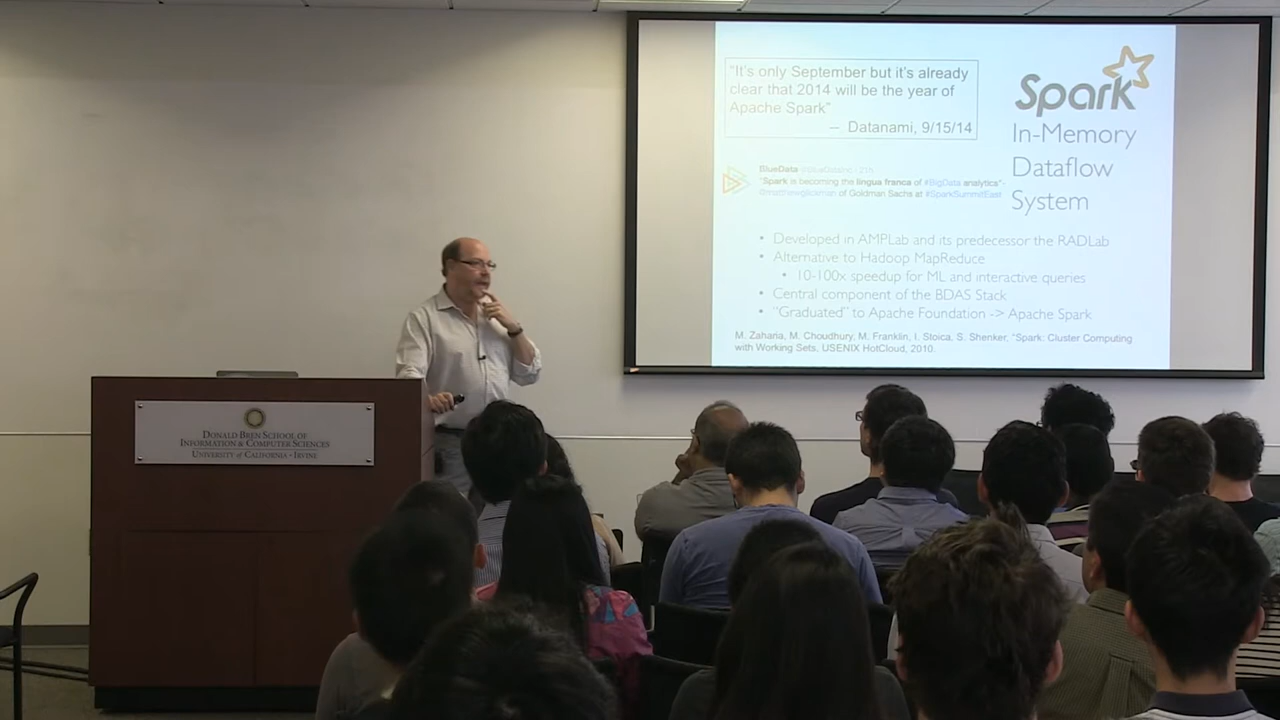 "It's only September but it's already
clear that 2014 will be the year of
Apache Spark"
-- Datanami, 9/15/14
Spark
In-Memory
Dataflow
System
BlueData
"Spark is becoming the lingua franca of #BigData analytics"-
of Goldman Sachs at #SparkSummitEast
• Developed in AMPLab and its predecessor the RADLab
• Alternative to Hadoop MapReduce
• 10-100x speedup for ML and interactive queries
• Central component of the BDAS Stack
• "Graduated" to Apache Foundation -> Apache Spark
M. Zaharia, M. Choudhury, M. Franklin, I. Stoica, S. Shenker, "Spark: Cluster Computing
with Working Sets, USENIX HotCloud, 2010.
DONALD BREN SCHOOL OF
INFORMATION & COMPUTER SCIENCES
UNIVERSITY of CALIFORNIA · IRVINE